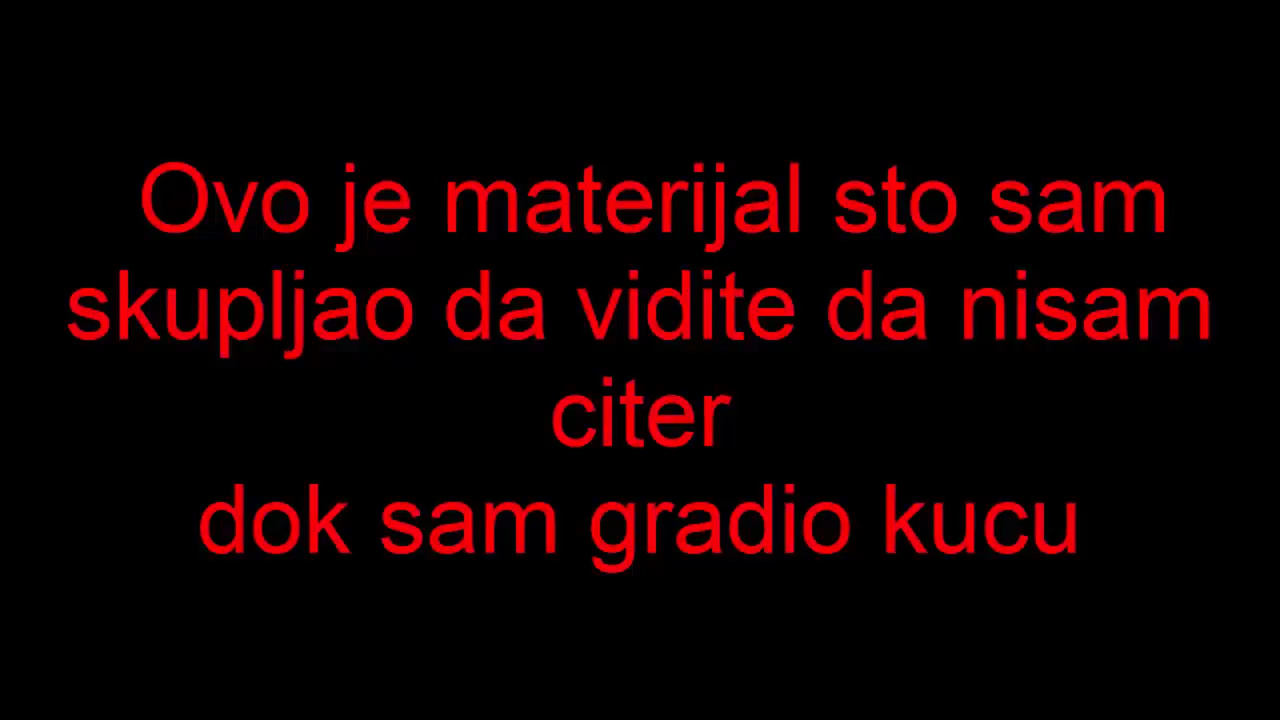 Ovo je materijal sto sam
skupljao da vidite da nisam
citer
dok sam gradio kucu